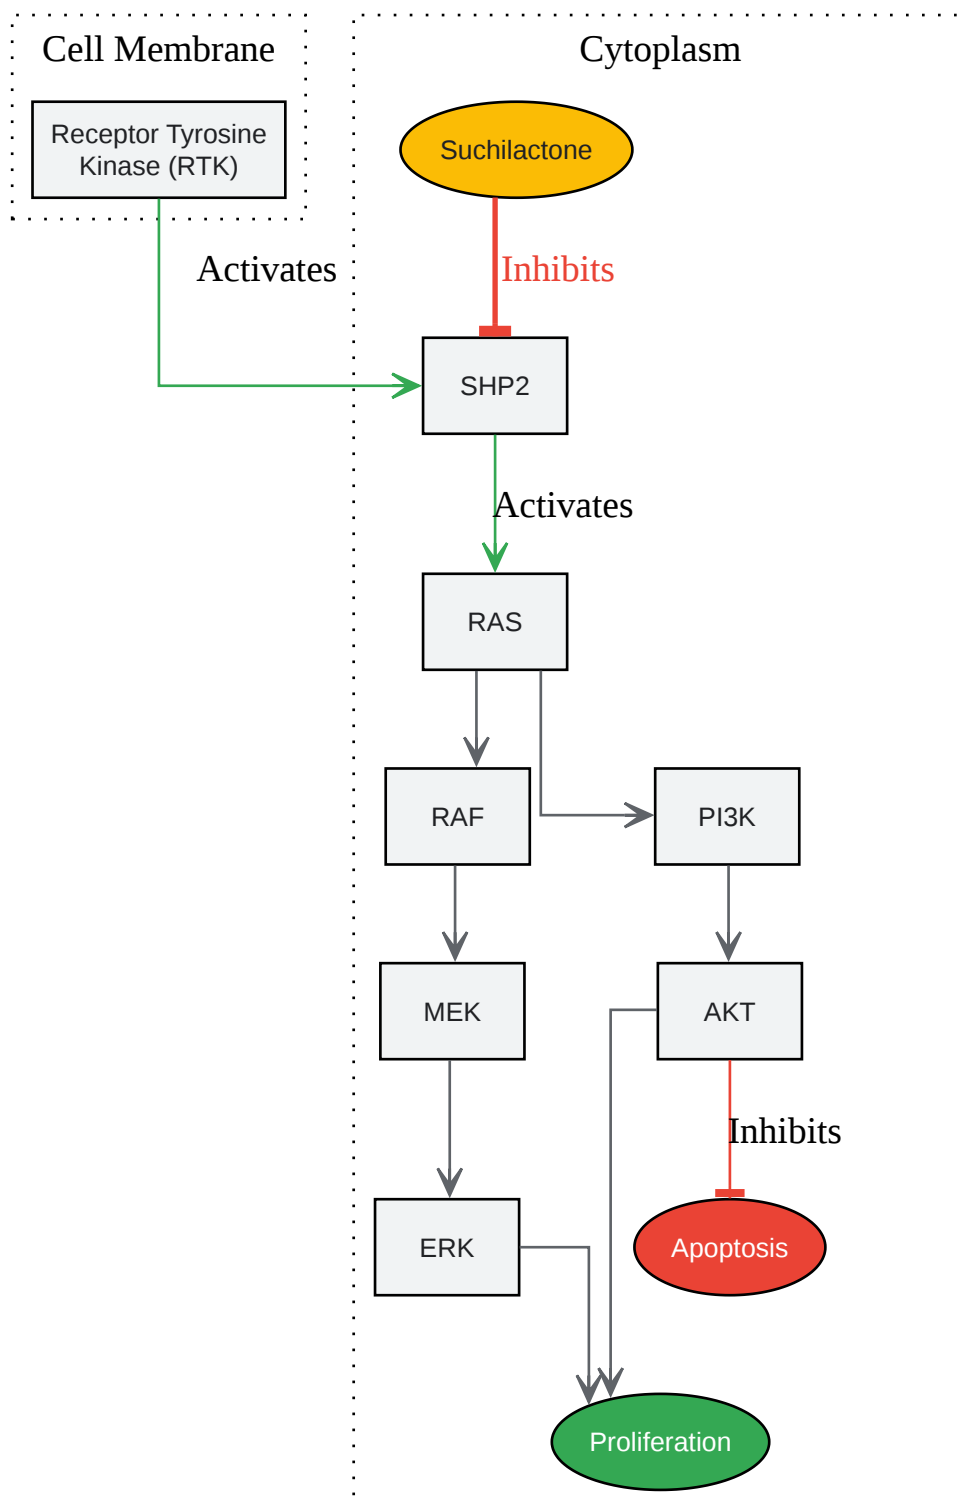 Cell Membrane
Cytoplasm
Receptor Tyrosine
Kinase (RTK)
Suchilactone
Activates
Inhibits
SHP2
Activates
RAS
RAF
PI3K
MEK
AKT
Inhibits
ERK
Apoptosis
Proliferation